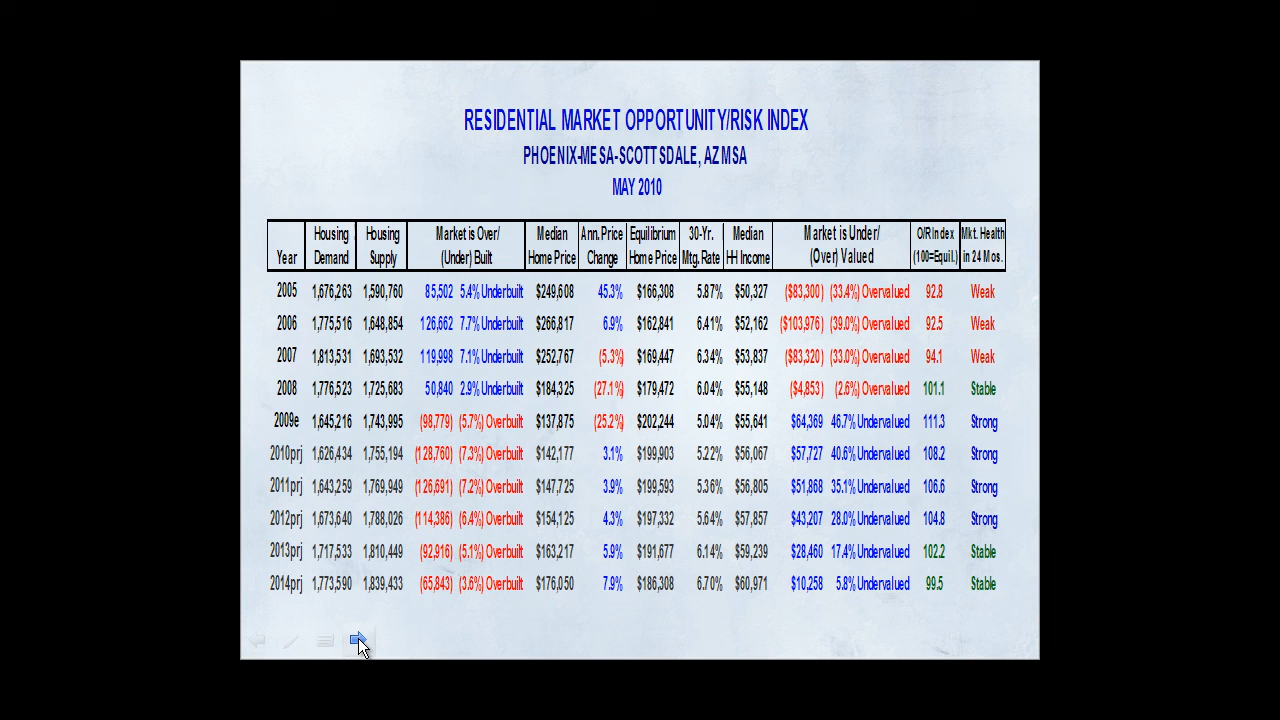 RESIDENTIAL MARKET OPPORTUNITY/RISK INDEX
PHOENIX-MESA-SCOTTSDALE, AZ MSA
MAY 2010
Housing Housing Market is Over/ Median Ann. Price Equilibrium 30-Yr. Median Market is Under/ O/R Index Mkt. Health
Year Demand Supply (Under) Built Home Price Change Home Price Mtg. Rate HH Income (Over) Valued (100=Equil.) in 24 Mos.
2005 1,676,263 1,590,760 85,502 5.4% Underbuilt $249,608 45.3% $166,308 5.87% $50,327 ($83,300) (33.4%) Overvalued 92.8 Weak
2006 1,775,516 1,648,854 126,662 7.7% Underbuilt $266,817 6.9% $162,841 6.41% $52,162 ($103,976) (39.0%) Overvalued 92.5 Weak
2007 1,813,531 1,693,532 119,998 7.1% Underbuilt $252,767 (5.3%) $169,447 6.34% $53,837 ($83,320) (33.0%) Overvalued 94.1 Weak
2008 1,776,523 1,725,683 50,840 2.9% Underbuilt $184,325 (27.1%) $179,472 6.04% $55,148 ($4,853) (2.6%) Overvalued 101.1 Stable
2009e 1,645,216 1,743,995 (98,779) (5.7%) Overbuilt $137,875 (25.2%) $202,244 5.04% $55,641 $64,369 46.7% Undervalued 111.3 Strong
2010prj 1,626,434 1,755,194 (128,760) (7.3%) Overbuilt $142,177 3.1% $199,903 5.22% $56,067 $57,727 40.6% Undervalued 108.2 Strong
2011prj 1,643,259 1,769,949 (126,691) (7.2%) Overbuilt $147,725 3.9% $199,593 5.36% $56,805 $51,868 35.1% Undervalued 106.6 Strong
2012prj 1,673,640 1,788,026 (114,386) (6.4%) Overbuilt $154,125 4.3% $197,332 5.64% $57,857 $43,207 28.0% Undervalued 104.8 Strong
2013prj 1,717,533 1,810,449 (92,916) (5.1%) Overbuilt $163,217 5.9% $191,677 6.14% $59,239 $28,460 17.4% Undervalued 102.2 Stable
2014prj 1,773,590 1,839,433 (65,843) (3.6%) Overbuilt $176,050 7.9% $186,308 6.70% $60,971 $10,258 5.8% Undervalued 99.5 Stable